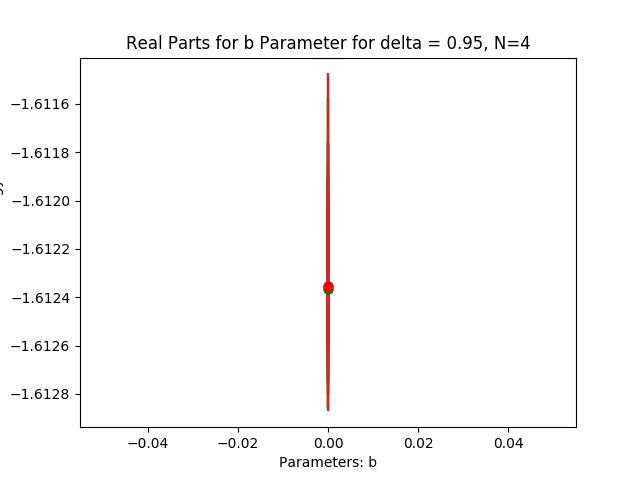 Real Parts for b Parameter for delta = 0.95, N=4
−1.6116
−1.6118
−1.6120
−1.6122
−1.6124
−1.6126
−1.6128
−0.04 −0.02 0.00 0.02 0.04
Parameters: b